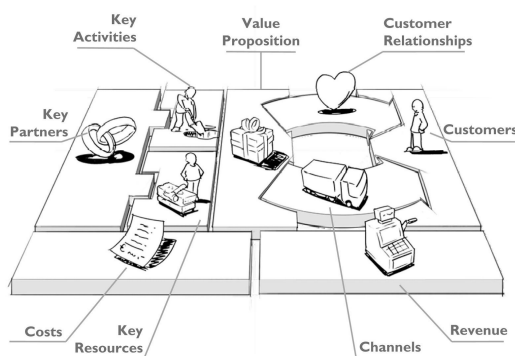 Key
Activities
Value
Proposition
Customer
Relationships
Key
Partners
Customers
Costs
Key
Resources
Channels
Revenue